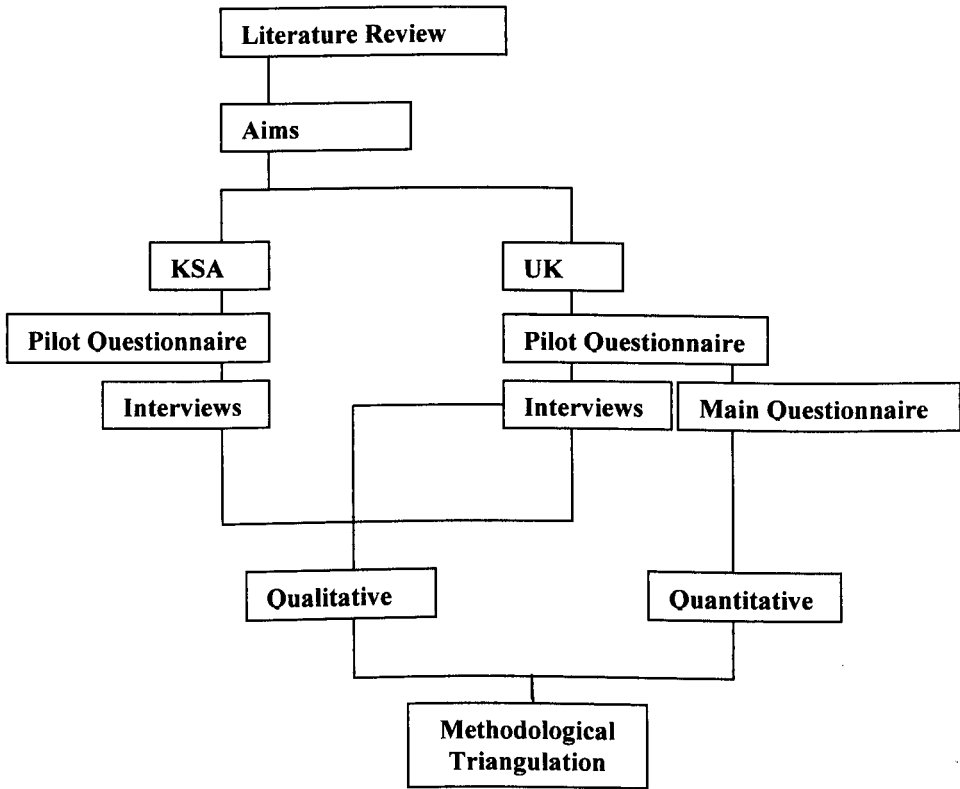 Literature Review
Aims
KSA
UK
Pilot Questionnaire
Pilot Questionnaire
Interviews
Interviews
Main Questionnaire
Qualitative
Quantitative
Methodological
Triangulation